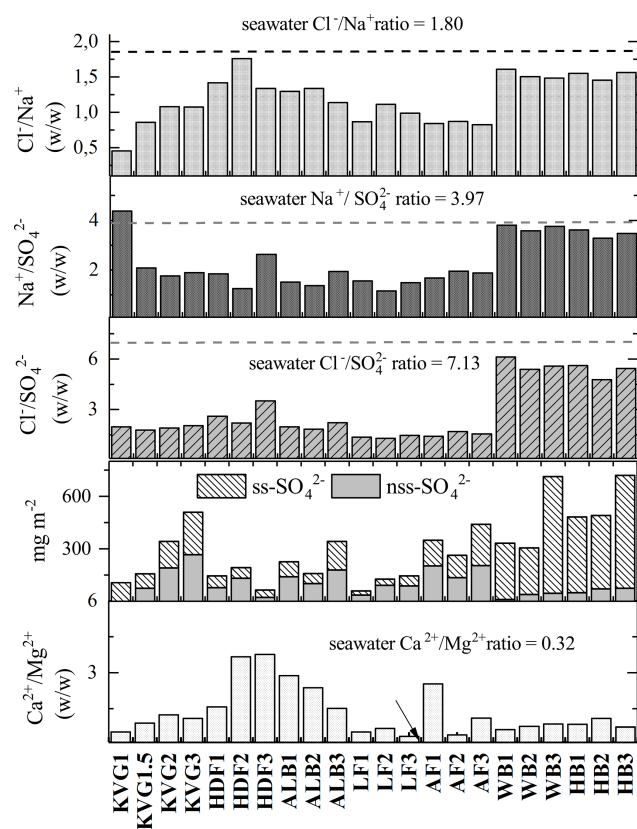 seawater Cl⁻/Na⁺ratio = 1.80
2,0
1,5
1,0
0,5
Cl⁻/Na⁺
(w/w)
seawater Na⁺/ SO₄²⁻ ratio = 3.97
4
2
Na⁺/SO₄²⁻
(w/w)
seawater Cl⁻/SO₄²⁻ ratio = 7.13
6
3
Cl⁻/SO₄²⁻
(w/w)
ss-SO₄²⁻ nss-SO₄²⁻
600
300
6
mg m⁻²
seawater Ca²⁺/Mg²⁺ratio = 0.32
3
Ca²⁺/Mg²⁺
(w/w)
KVG1
KVG1.5
KVG2
KVG3
HDF1
HDF2
HDF3
ALB1
ALB2
ALB3
LF1
LF2
LF3
AF1
AF2
AF3
WB1
WB2
WB3
HB1
HB2
HB3